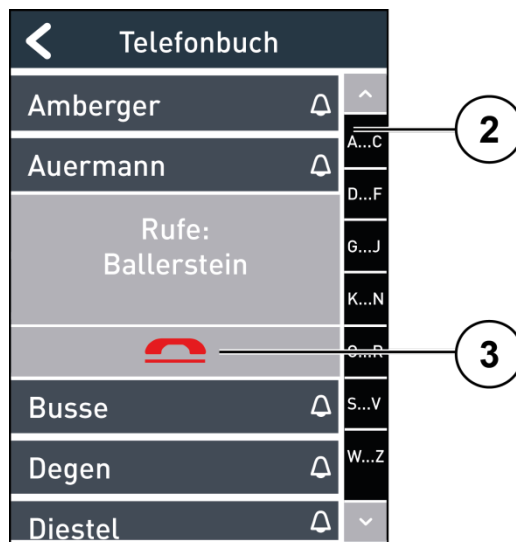 Telefonbuch
Amberger
Auermann
Rufe:
Ballerstein
Busse
Degen
Diestel
A...C
D...F
G...J
K...N
O...R
S...V
W...Z
2
3